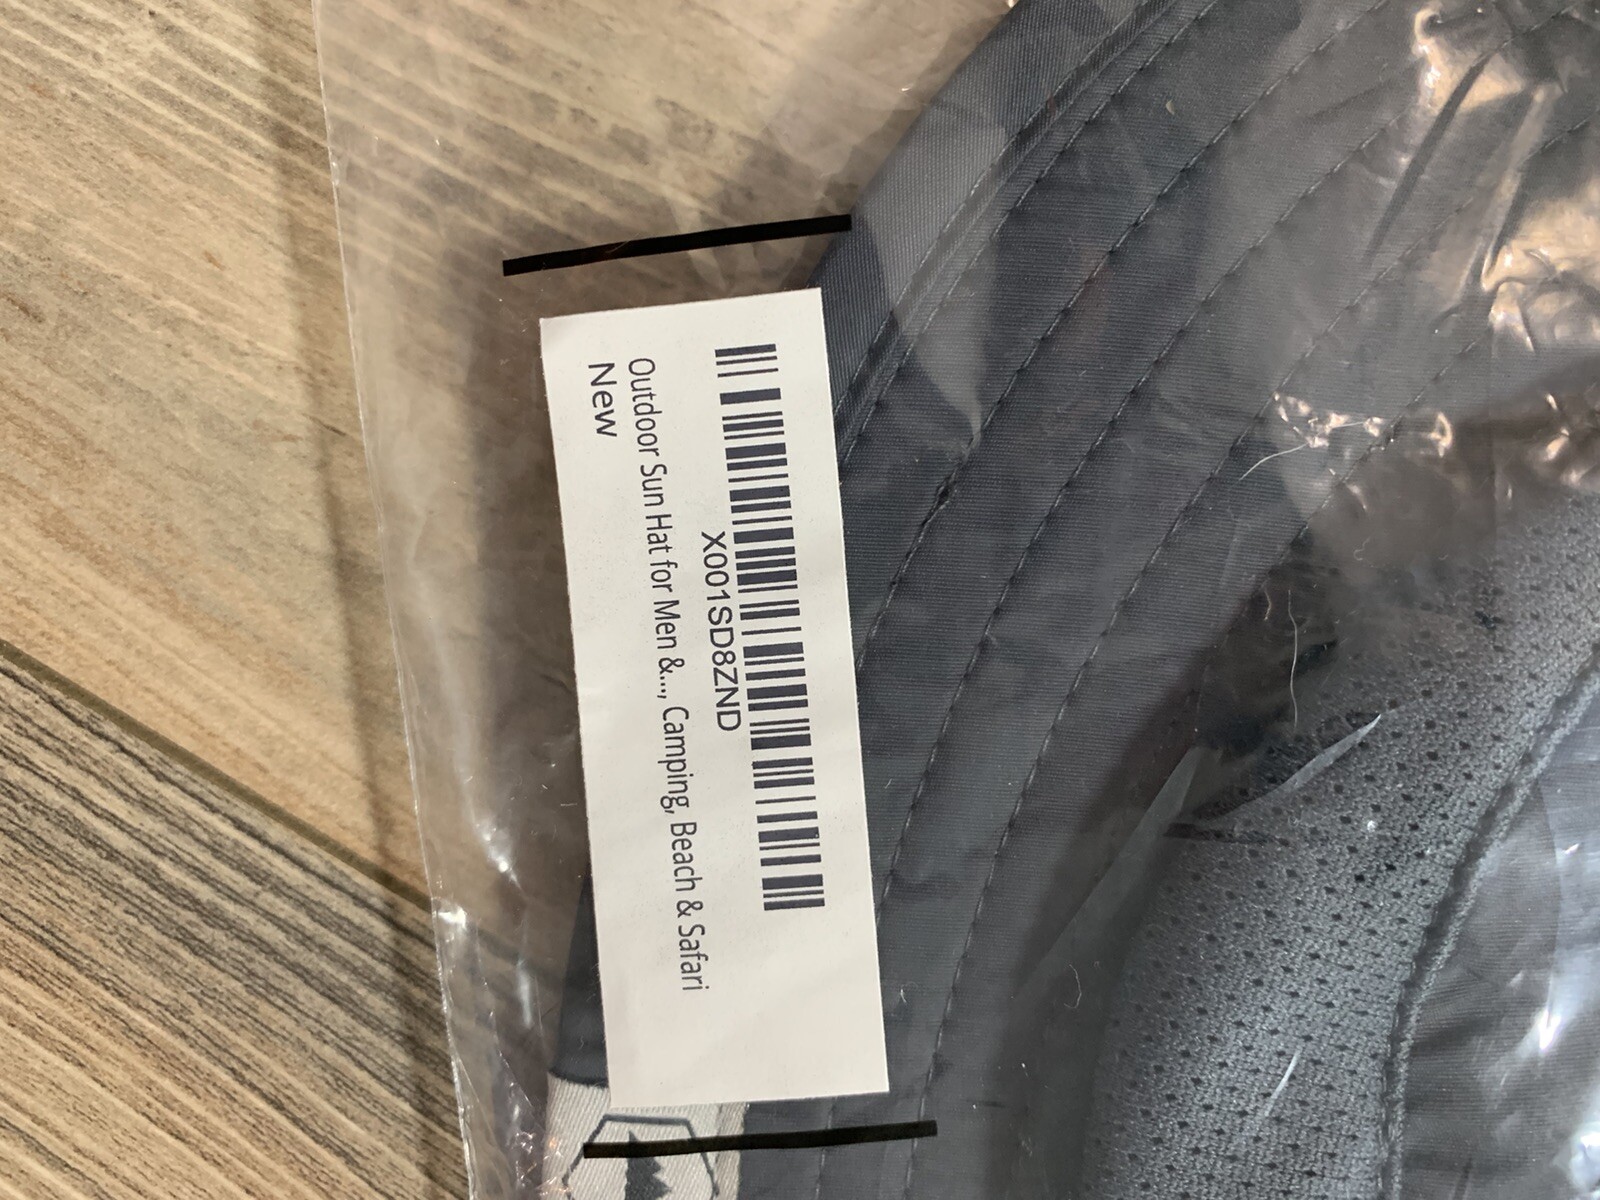 X001SD8ZND
Outdoor Sun Hat for Men &..., Camping, Beach & Safari
New